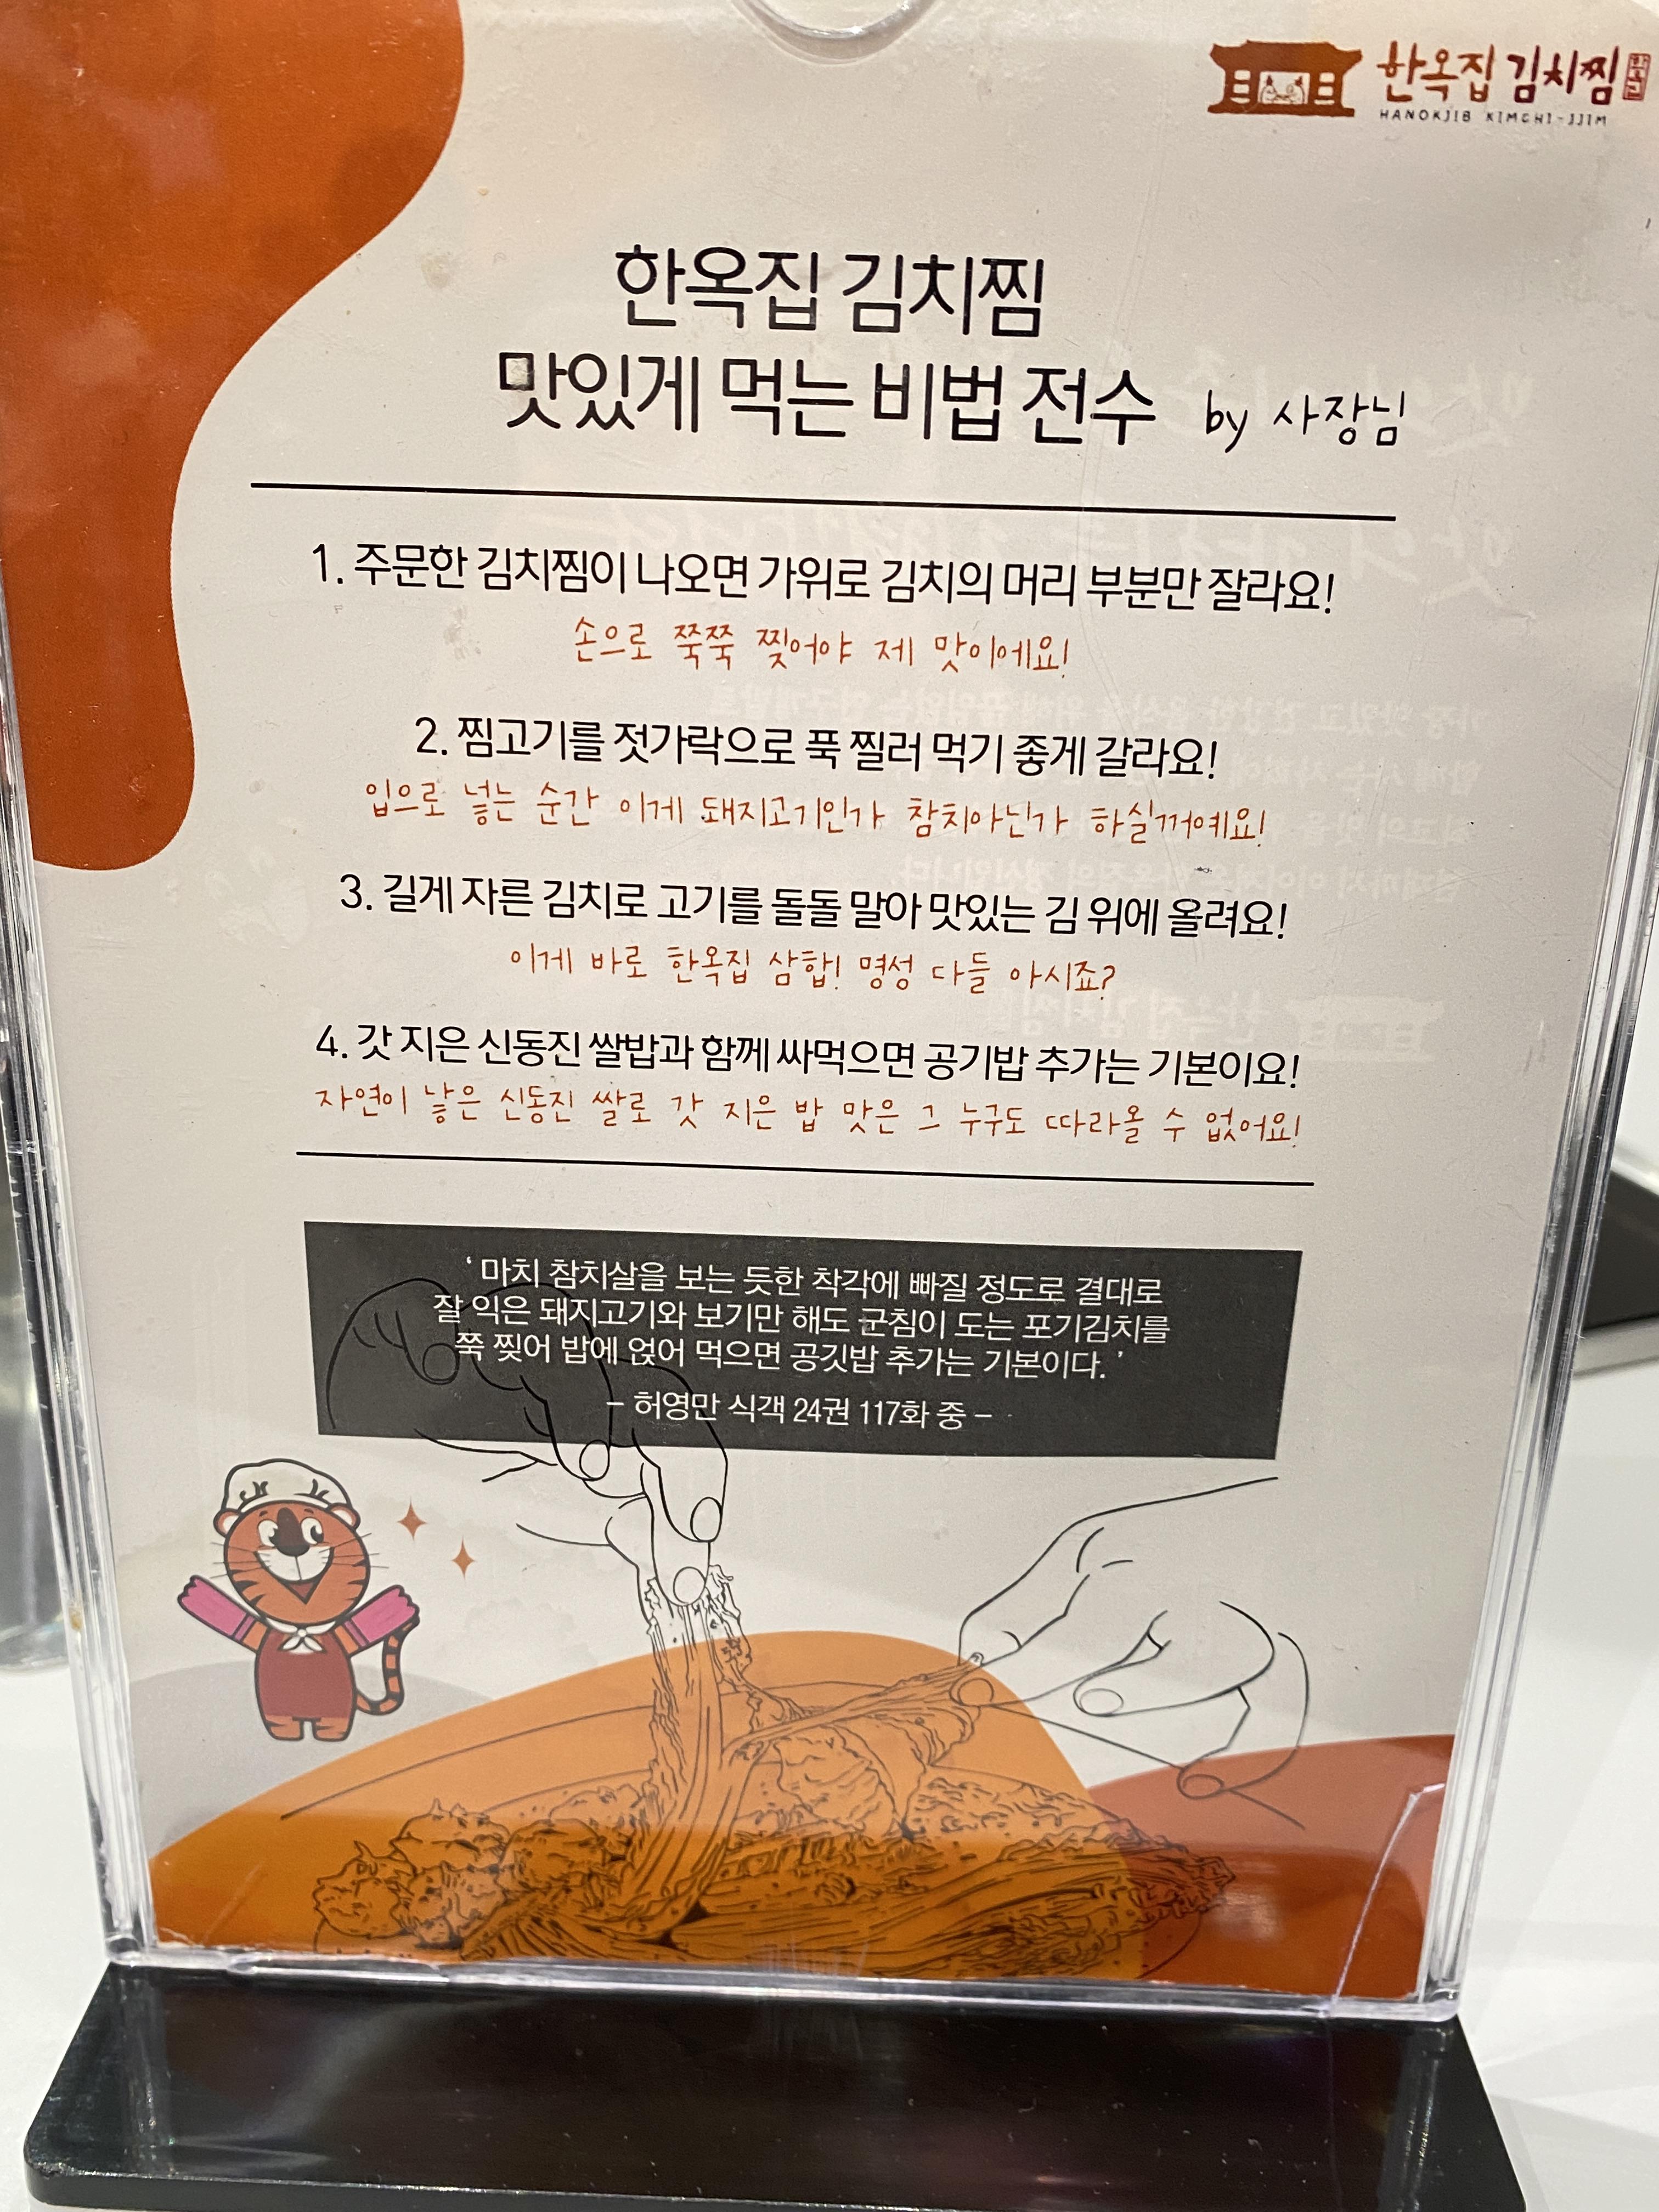 한옥집 김치찜
HANOKJIB KIMCHI-JJIM
한옥집 김치찜
맛있게 먹는 비법 전수 by 사장님
1. 주문한 김치찜이 나오면 가위로 김치의 머리 부분만 잘라요!
손으로 쭉쭉 찢어야 제 맛이에요!
2. 찜고기를 젓가락으로 푹 찔러 먹기 좋게 갈라요!
입으로 넣는 순간 이게 돼지고기인가 참치아닌가 하실꺼예요!
3. 길게 자른 김치로 고기를 돌돌 말아 맛있는 김 위에 올려요!
이게 바로 한옥집 삼합! 명성 다들 아시죠?
4. 갓 지은 신동진 쌀밥과 함께 싸먹으면 공기밥 추가는 기본이요!
자연이 낳은 신동진 쌀로 갓 지은 밥 맛은 그 누구도 따라올 수 없어요!
‘ 마치 참치살을 보는 듯한 착각에 빠질 정도로 결대로
잘 익은 돼지고기와 보기만 해도 군침이 도는 포기김치를
쭉 찢어 밥에 얹어 먹으면 공깃밥 추가는 기본이다. ’
– 허영만 식객 24권 117화 중 –